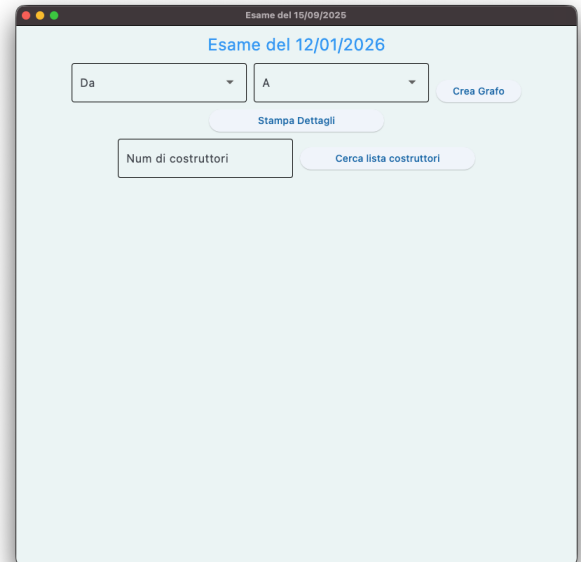 Esame del 15/09/2025
Esame del 12/01/2026
Da A Crea Grafo
Stampa Dettagli
Num di costruttori Cerca lista costruttori